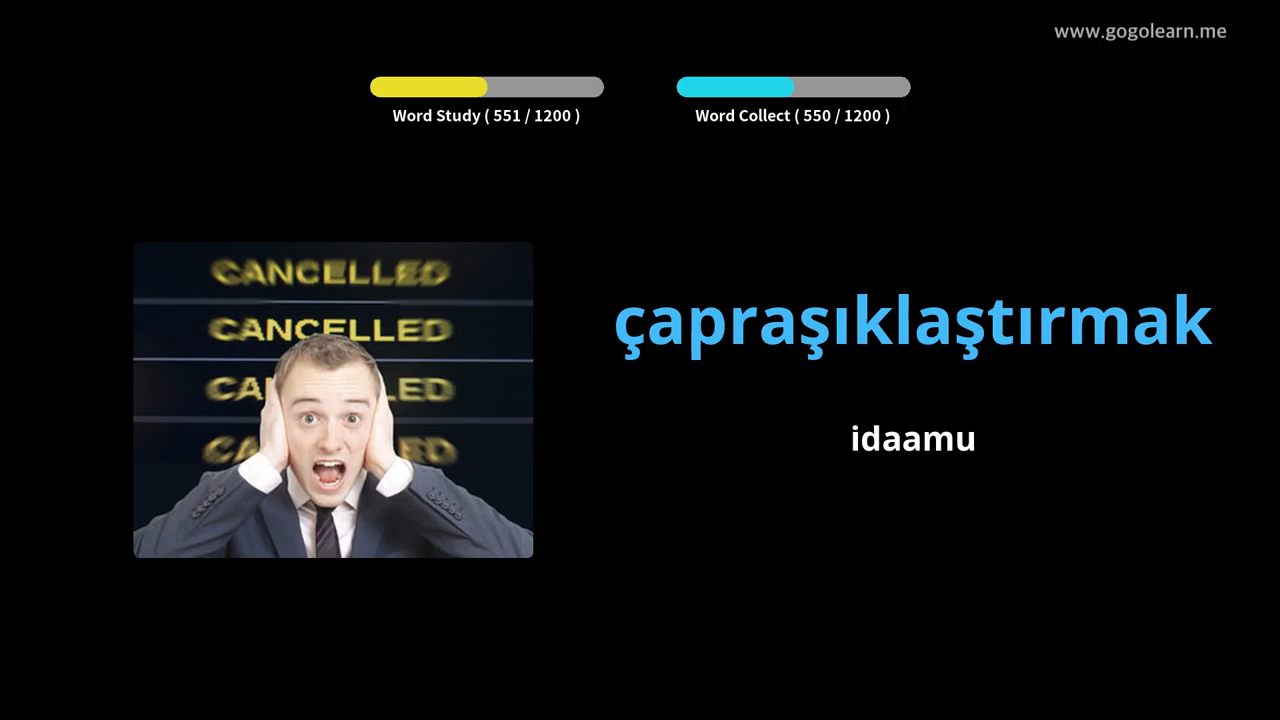 www.gogolearn.me
Word Study ( 551 / 1200 )
Word Collect ( 550 / 1200 )
CANCELLED
CANCELLED
çapraşıklaştırmak
idaamu